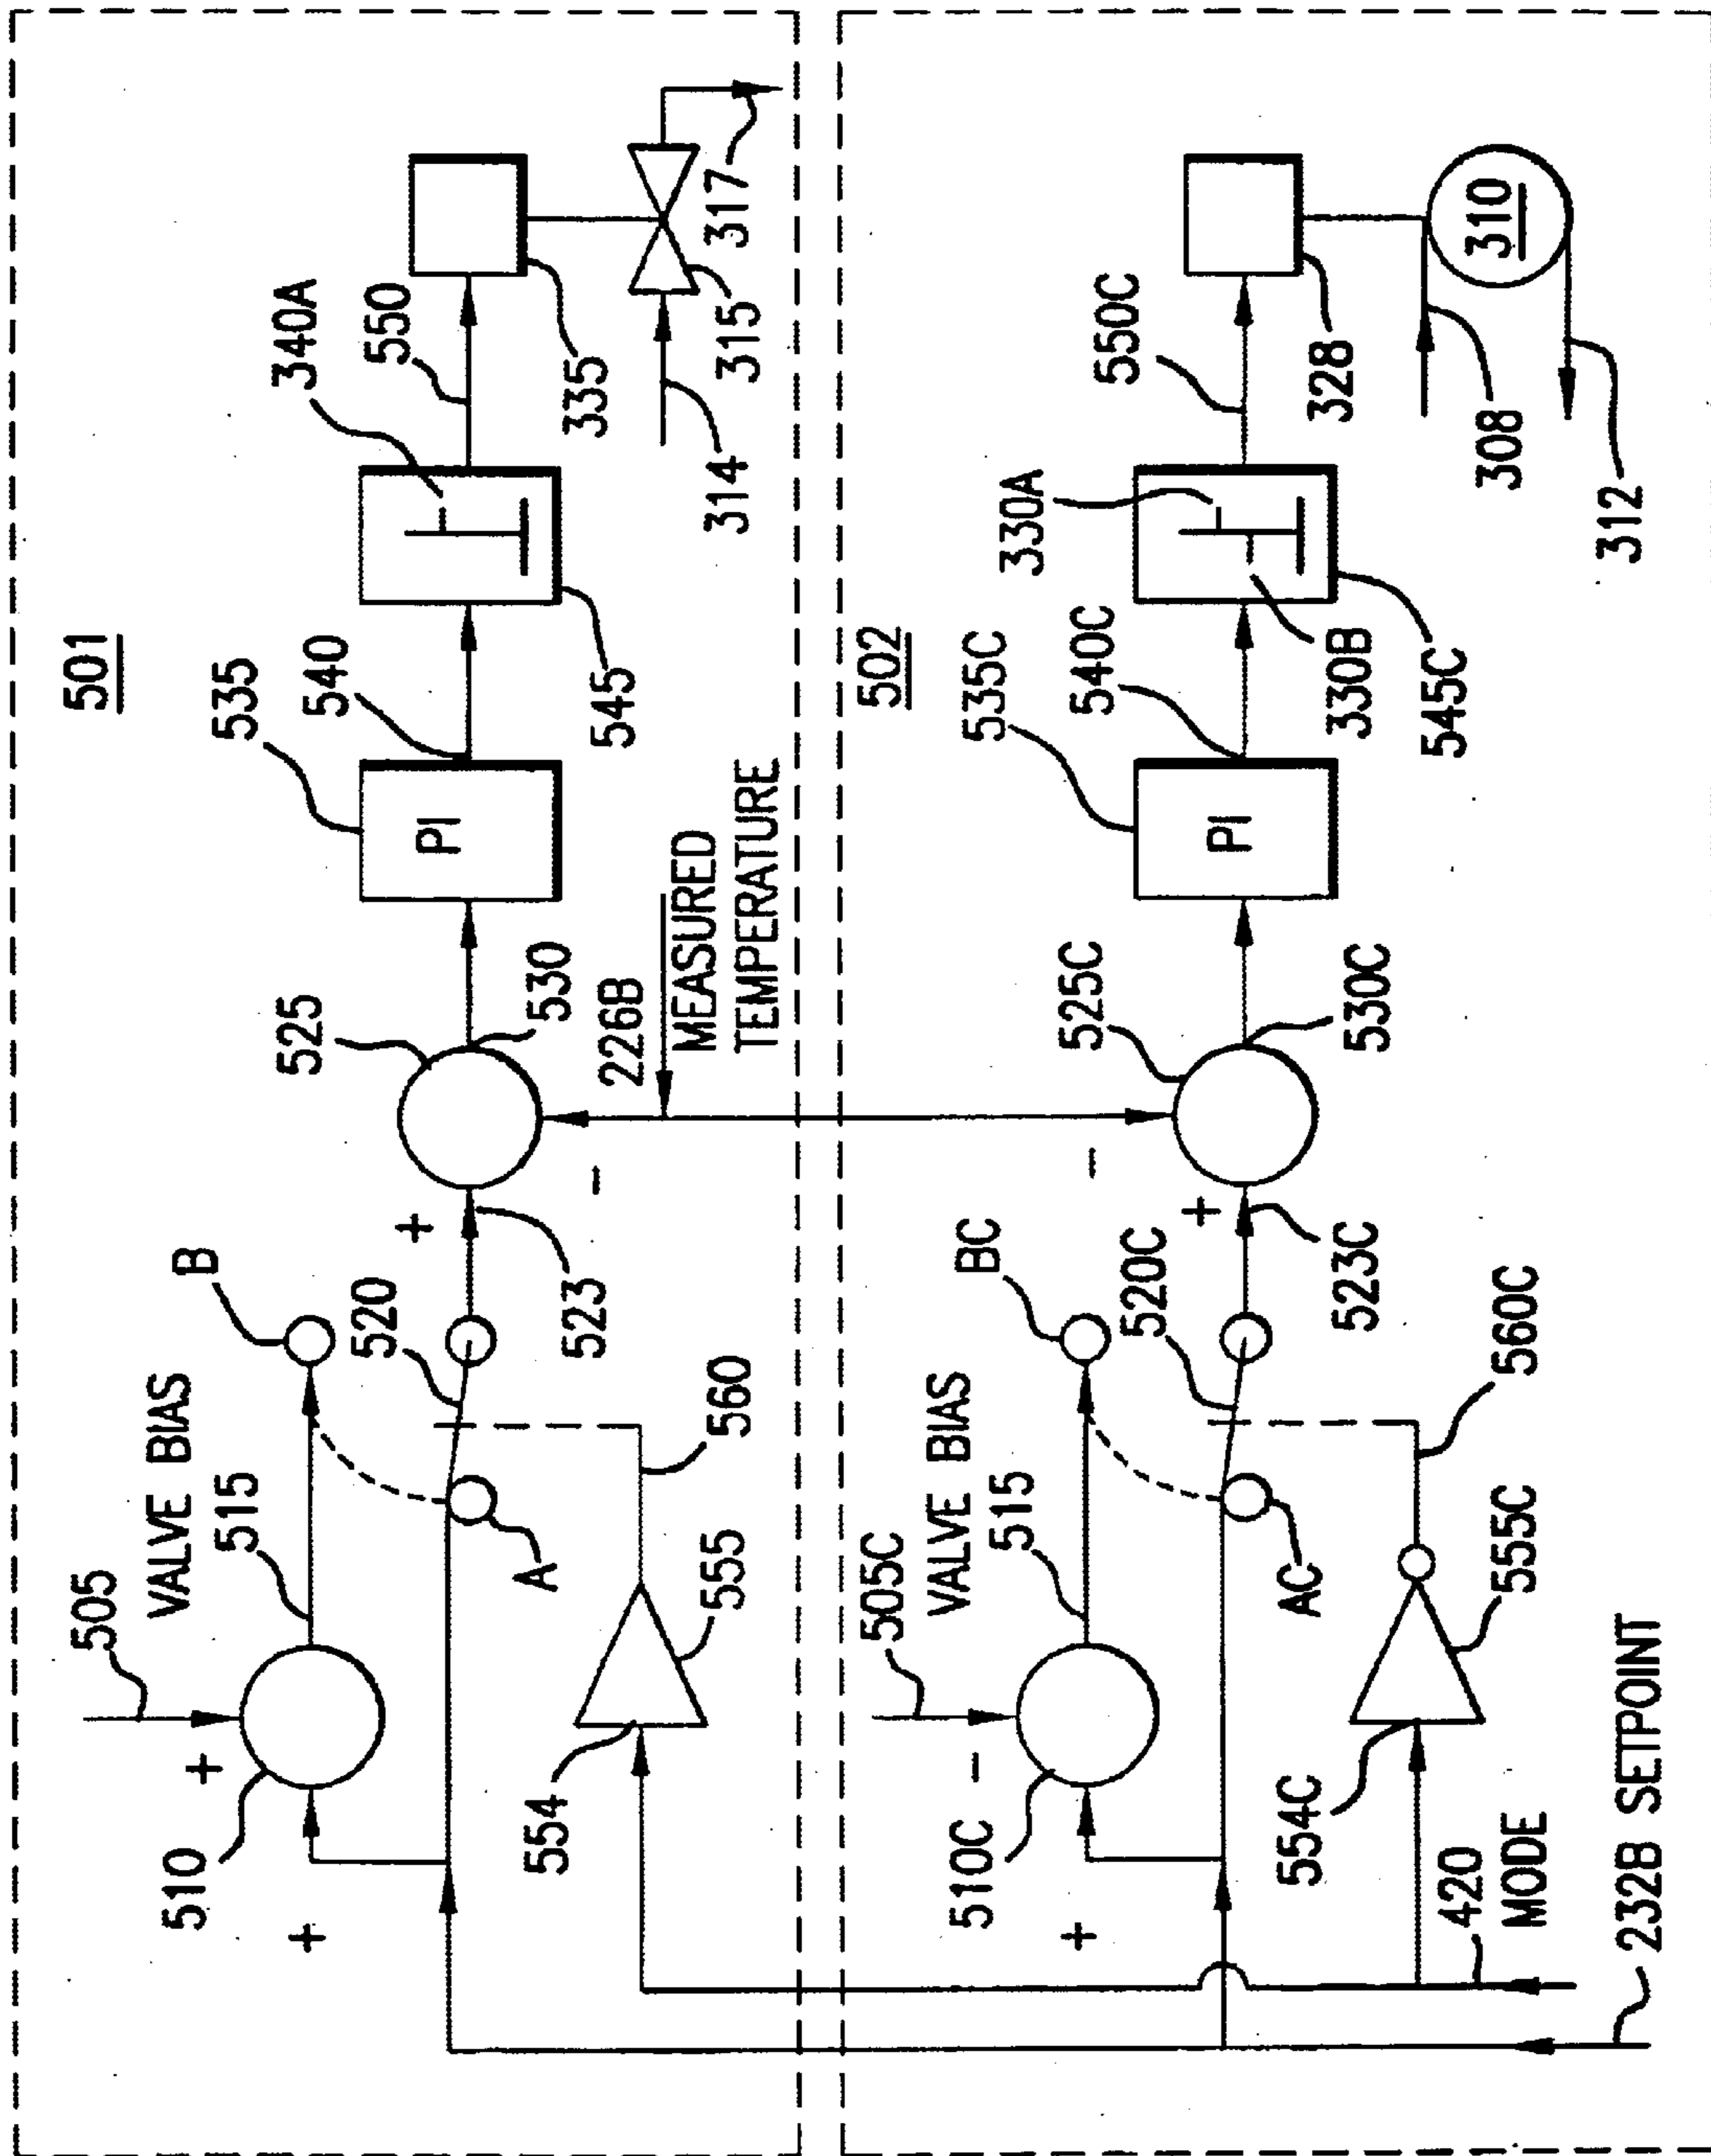 501
505
VALVE BIAS
515
B
510
+
+
520
A
+
523
-
525
530
535
PI
540
545
340A
550
335
315
314
317
554
555
560
226B
MEASURED
TEMPERATURE
502
505C
VALVE BIAS
515
BC
510C
-
+
520C
AC
+
523C
-
525C
530C
535C
PI
540C
330A
330B
545C
550C
328
308
310
312
554C
555C
560C
420
MODE
232B SETPOINT